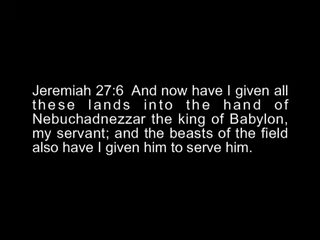 Jeremiah 27:6  And now have I given all
these lands into the hand of
Nebuchadnezzar the king of Babylon,
my servant; and the beasts of the field
also have I given him to serve him.